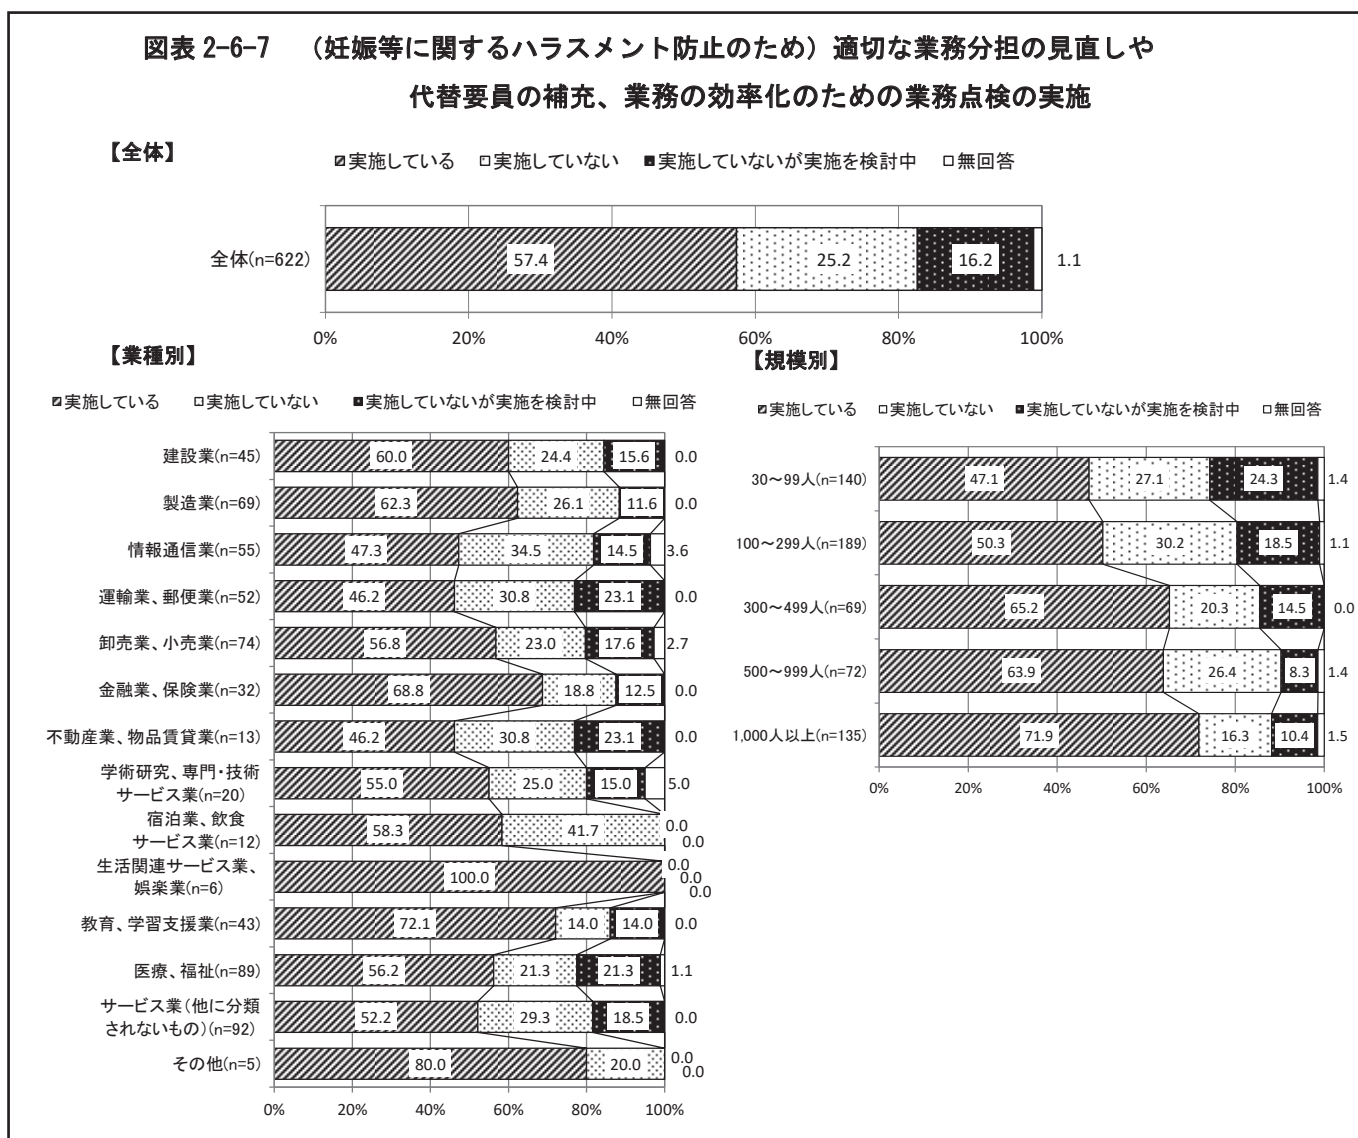 図表 2-6-7　（妊娠等に関するハラスメント防止のため）適切な業務分担の見直しや
代替要員の補充、業務の効率化のための業務点検の実施
【全体】
実施している　実施していない　実施していないが実施を検討中　無回答
全体(n=622) 57.4 25.2 16.2 1.1
0% 20% 40% 60% 80% 100%
【業種別】
実施している　実施していない　実施していないが実施を検討中　無回答
建設業(n=45) 60.0 24.4 15.6 0.0
製造業(n=69) 62.3 26.1 11.6 0.0
情報通信業(n=55) 47.3 34.5 14.5 3.6
運輸業、郵便業(n=52) 46.2 30.8 23.1 0.0
卸売業、小売業(n=74) 56.8 23.0 17.6 2.7
金融業、保険業(n=32) 68.8 18.8 12.5 0.0
不動産業、物品賃貸業(n=13) 46.2 30.8 23.1 0.0
学術研究、専門・技術
サービス業(n=20) 55.0 25.0 15.0 5.0
宿泊業、飲食
サービス業(n=12) 58.3 41.7 0.0 0.0
生活関連サービス業、
娯楽業(n=6) 100.0 0.0 0.0 0.0
教育、学習支援業(n=43) 72.1 14.0 14.0 0.0
医療、福祉(n=89) 56.2 21.3 21.3 1.1
サービス業（他に分類
されないもの）(n=92) 52.2 29.3 18.5 0.0
その他(n=5) 80.0 20.0 0.0 0.0
0% 20% 40% 60% 80% 100%
【規模別】
実施している　実施していない　実施していないが実施を検討中　無回答
30～99人(n=140) 47.1 27.1 24.3 1.4
100～299人(n=189) 50.3 30.2 18.5 1.1
300～499人(n=69) 65.2 20.3 14.5 0.0
500～999人(n=72) 63.9 26.4 8.3 1.4
1,000人以上(n=135) 71.9 16.3 10.4 1.5
0% 20% 40% 60% 80% 100%